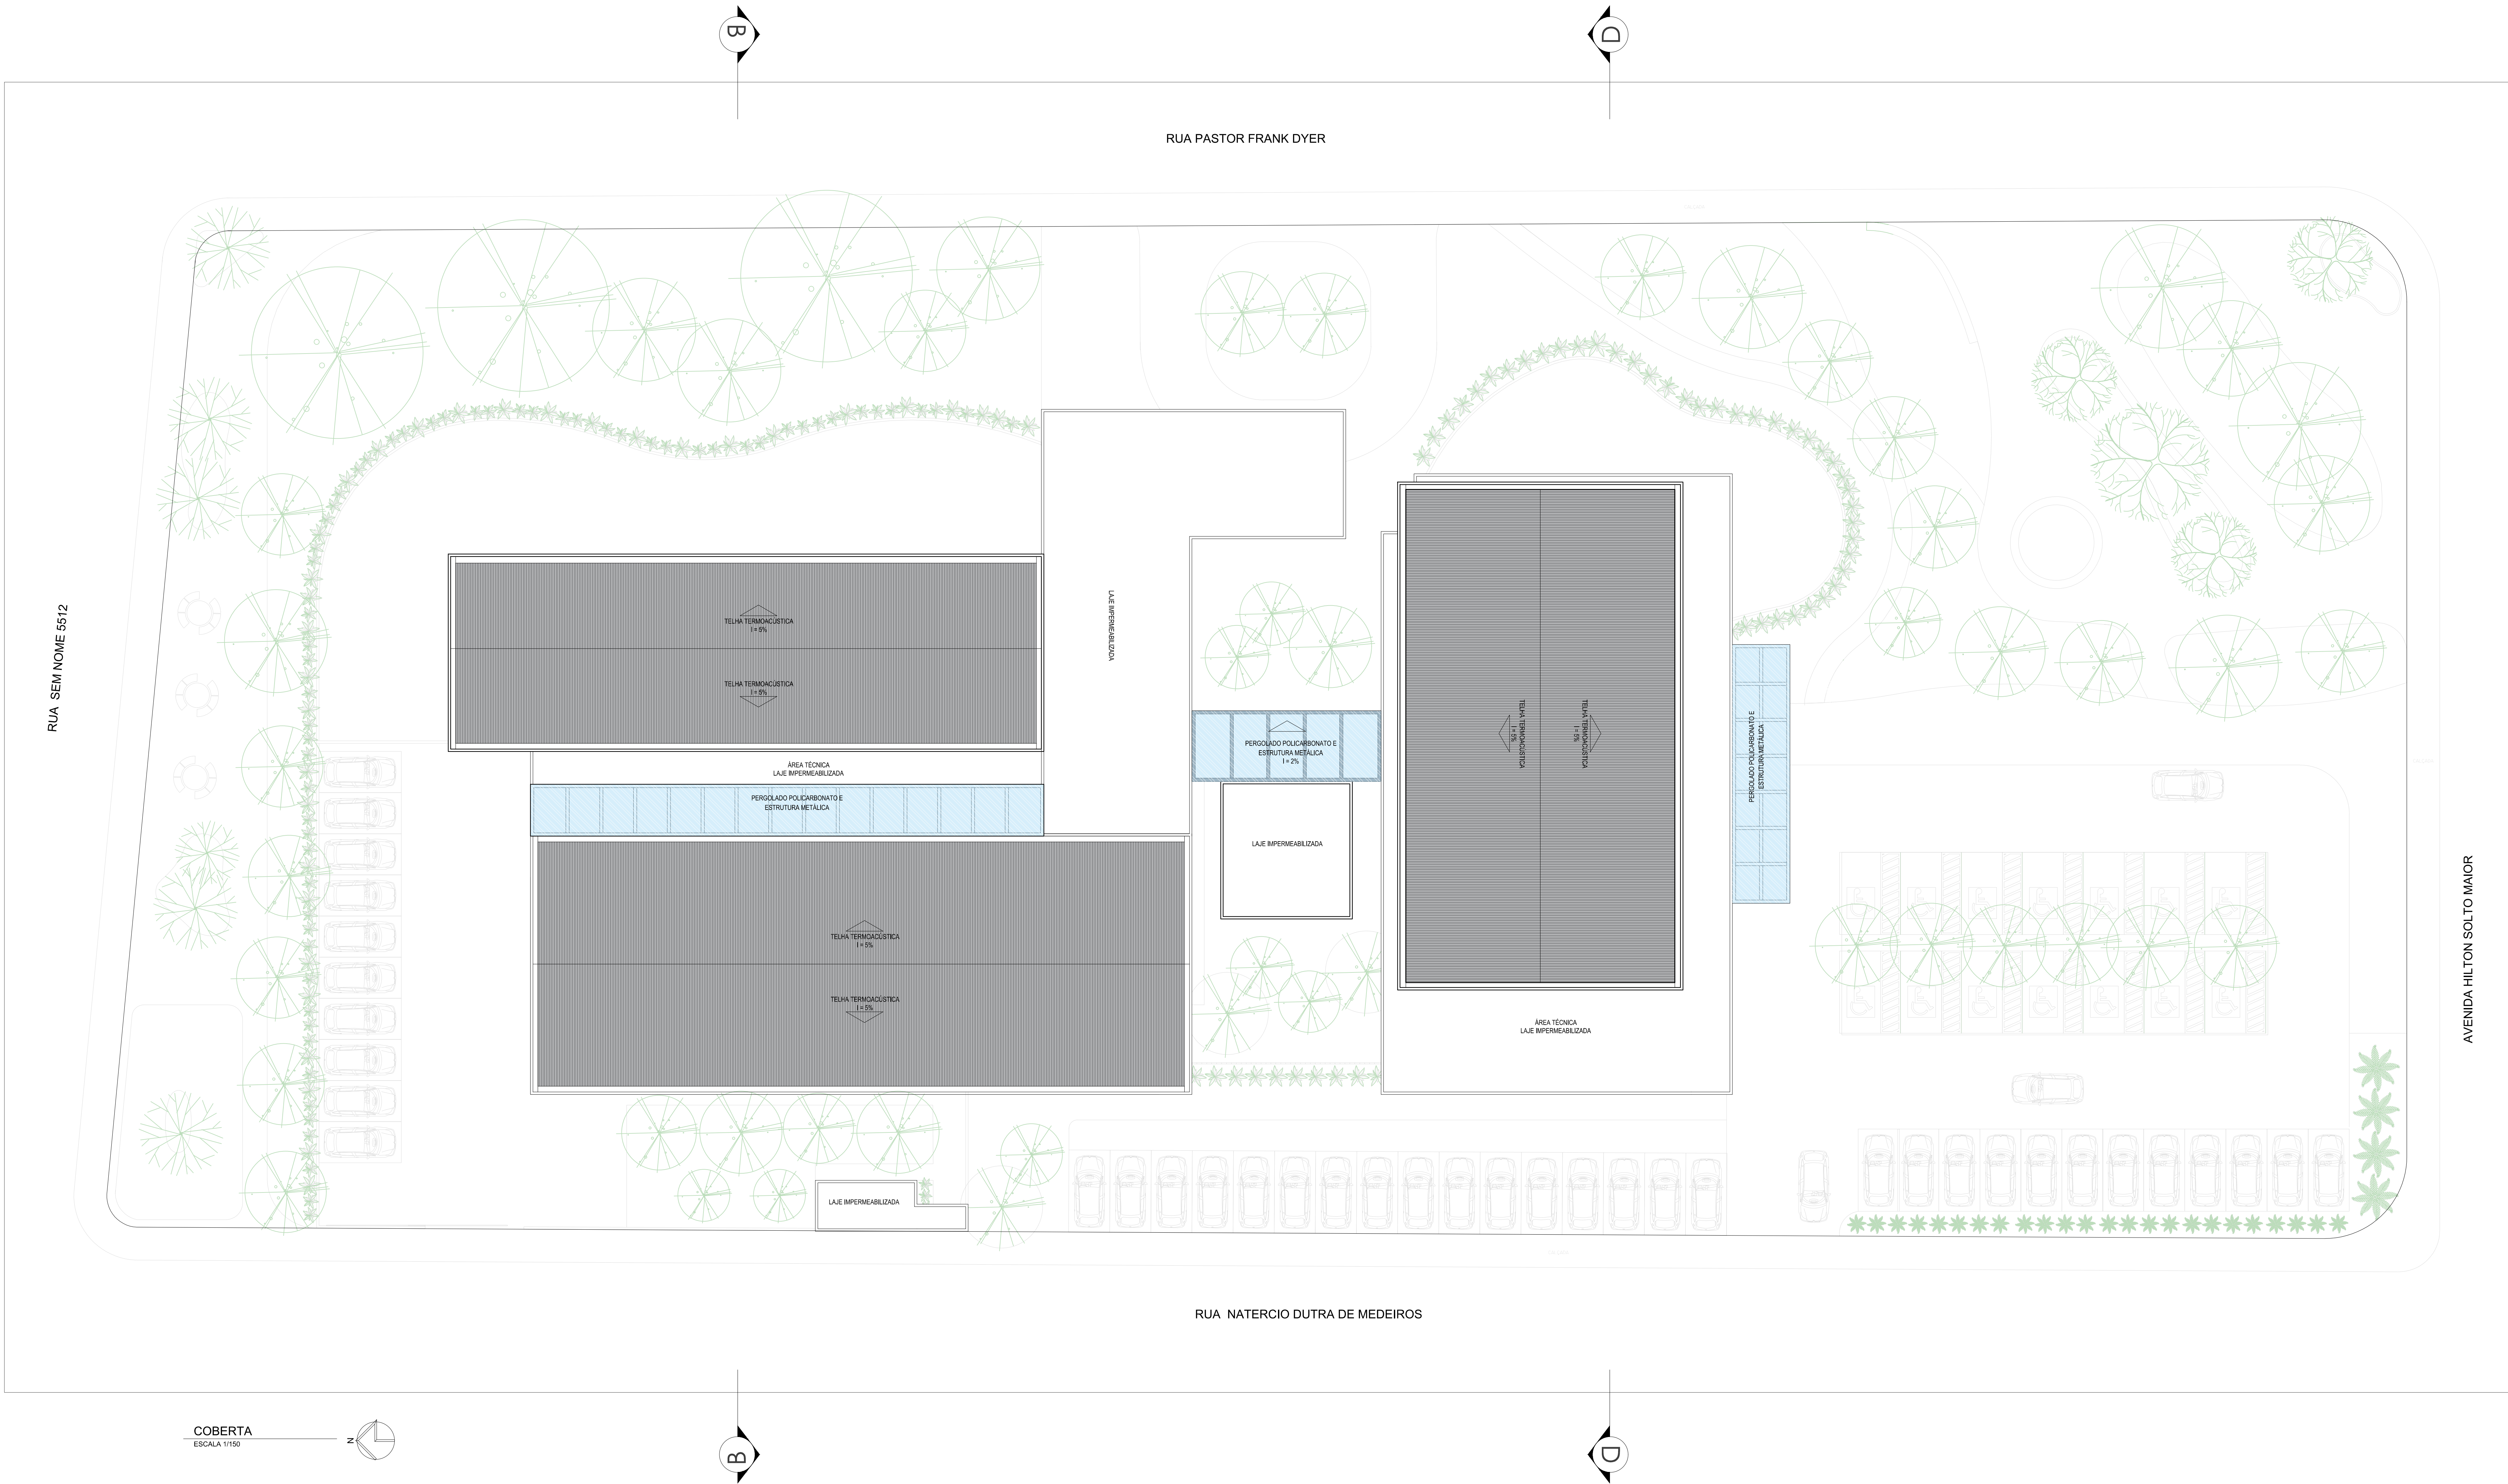 B
D
RUA PASTOR FRANK DYER
RUA SEM NOME 5512
LAJE IMPERMEABILIZADA
TELHA TERMOACÚSTICA
I = 5%
TELHA TERMOACÚSTICA
I = 5%
TELHA TERMOACÚSTICA
I = 5%
TELHA TERMOACÚSTICA
I = 5%
PERGOLADO POLICARBONATO E
ESTRUTURA METÁLICA
PERGOLADO POLICARBONATO E
ESTRUTURA METÁLICA
I = 2%
ÁREA TÉCNICA
LAJE IMPERMEABILIZADA
PERGOLADO POLICARBONATO E
ESTRUTURA METÁLICA
LAJE IMPERMEABILIZADA
AVENIDA HILTON SOLTO MAIOR
TELHA TERMOACÚSTICA
I = 5%
TELHA TERMOACÚSTICA
I = 5%
ÁREA TÉCNICA
LAJE IMPERMEABILIZADA
LAJE IMPERMEABILIZADA
RUA NATERCIO DUTRA DE MEDEIROS
COBERTA
ESCALA 1/150
N
B
D